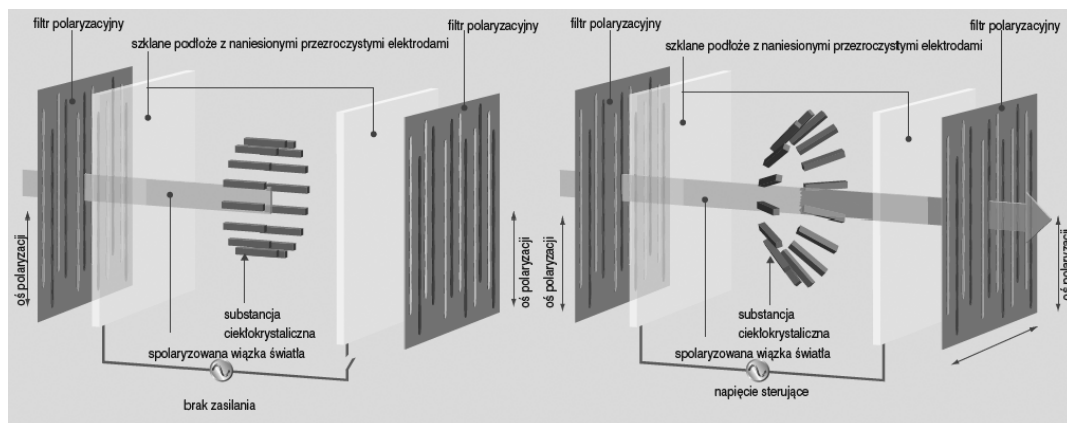 filtr polaryzacyjny
filtr polaryzacyjny
szklane podłoże z naniesionymi przezroczystymi elektrodami
oś polaryzacji
oś polaryzacji
substancja
ciekłokrystaliczna
spolaryzowana wiązka światła
brak zasilania
filtr polaryzacyjny
filtr polaryzacyjny
szklane podłoże z naniesionymi przezroczystymi elektrodami
oś polaryzacji
oś polaryzacji
substancja
ciekłokrystaliczna
spolaryzowana wiązka światła
napięcie sterujące